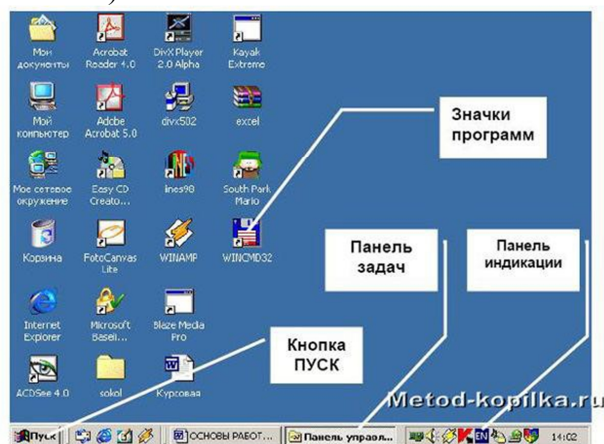 Мои
документы
Acrobat
Reader 4.0
DivX Player
2.0 Alpha
Kayak
Extreme
Мой
компьютер
Adobe
Acrobat 5.0
divx502
excel
Значки
программ
Мое сетевое
окружение
Easy CD
Creato...
lines98
South Park
Mario
Корзина
FotoCanvas
Lite
WINAMP
WINCMD32
Панель
задач
Панель
индикации
Internet
Explorer
Microsoft
Baseli...
Blaze Media
Pro
Кнопка
ПУСК
ACDSee 4.0
sokol
Курсовая
Metod-kopilka.ru
Пуск
ОСНОВЫ РАБОТ...
Панель управл...
EN
14:02